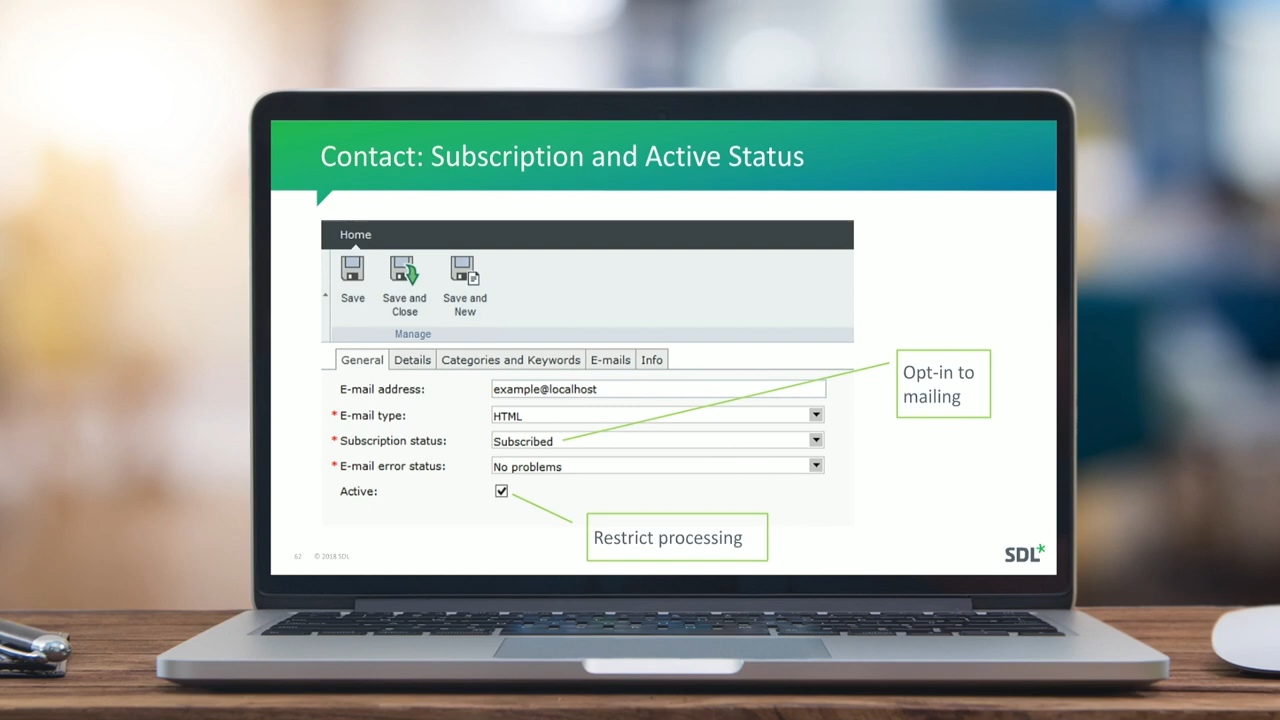 Contact: Subscription and Active Status
Home
Save
Save and
Close
Save and
New
Manage
General
Details
Categories and Keywords
E-mails
Info
E-mail address:
example@localhost
* E-mail type:
HTML
* Subscription status:
Subscribed
* E-mail error status:
No problems
Active:
Opt-in to
mailing
Restrict processing
62 © 2018 SDL
SDL*